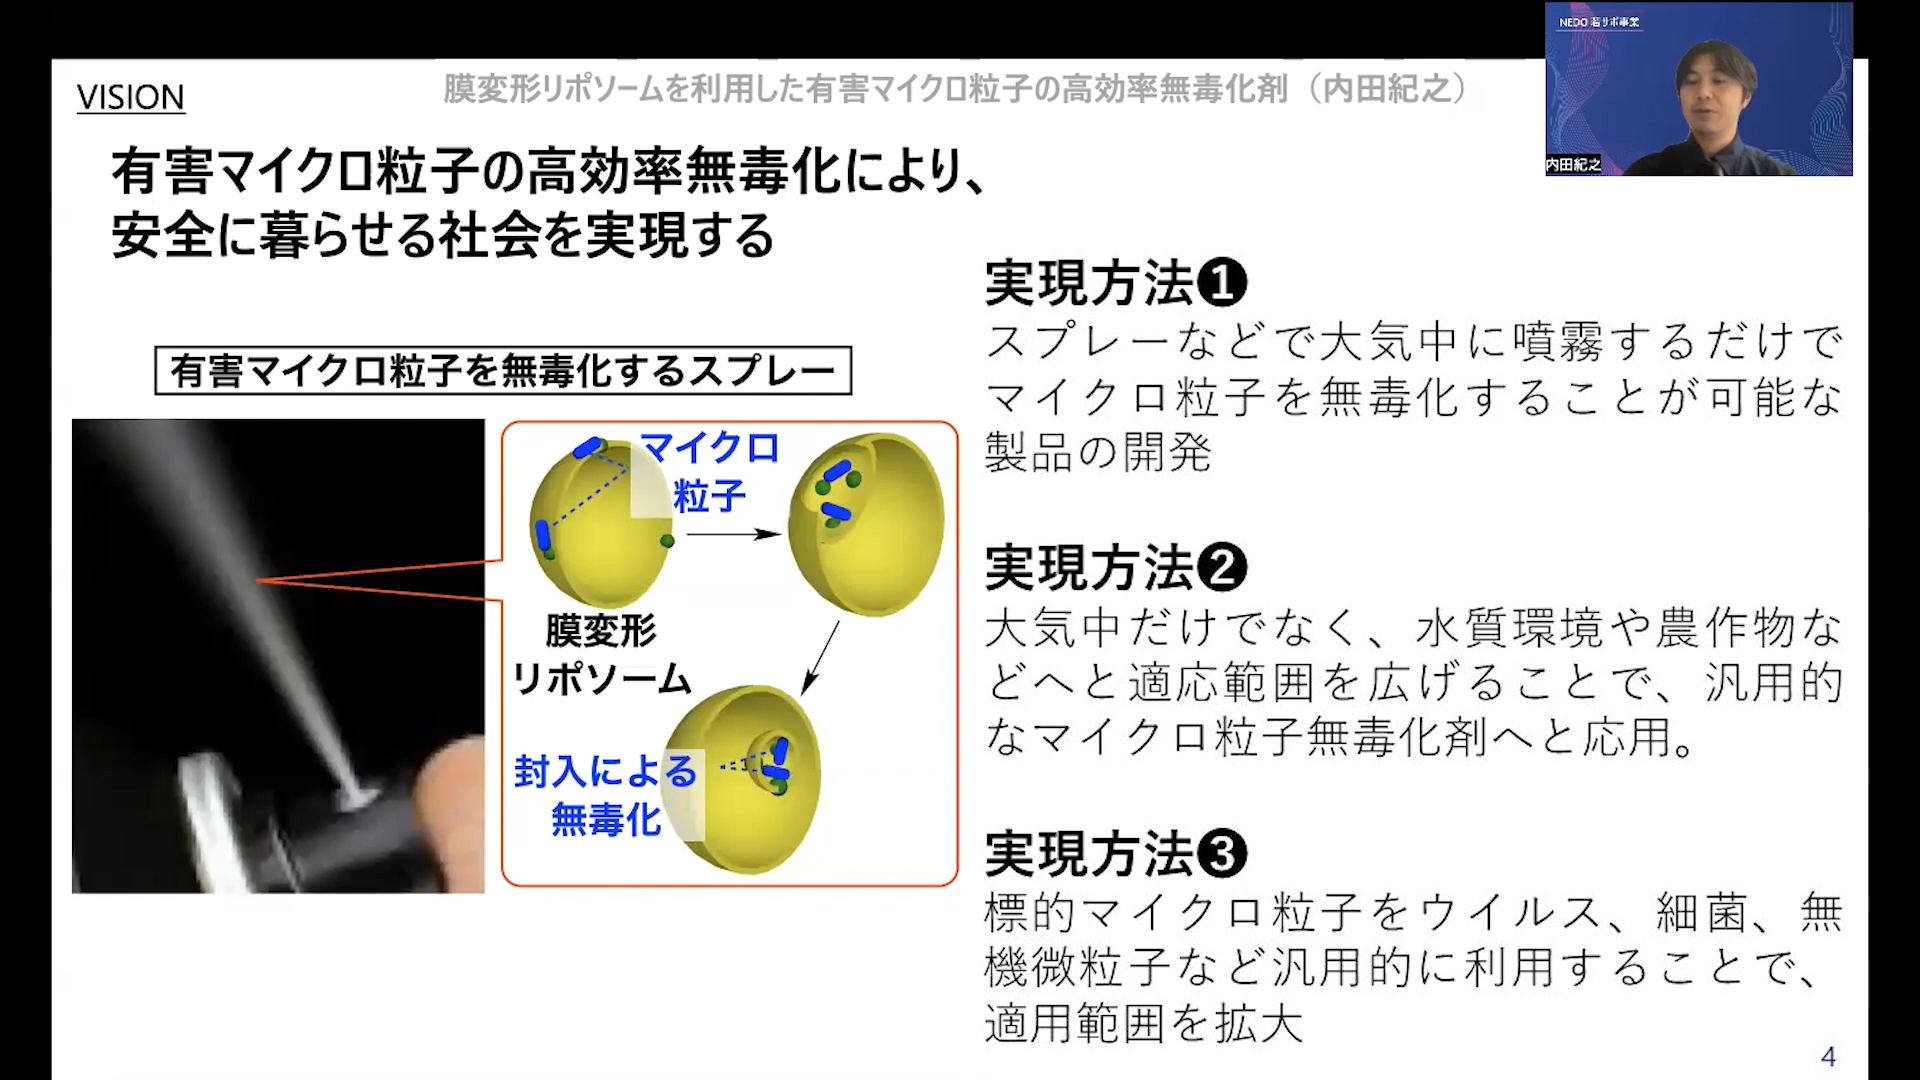 NEDO 若サポ事業
内田紀之
VISION
膜変形リポソームを利用した有害マイクロ粒子の高効率無毒化剤（内田紀之）
有害マイクロ粒子の高効率無毒化により、
安全に暮らせる社会を実現する
有害マイクロ粒子を無毒化するスプレー
マイクロ
粒子
膜変形
リポソーム
封入による
無毒化
実現方法❶
スプレーなどで大気中に噴霧するだけで
マイクロ粒子を無毒化することが可能な
製品の開発
実現方法❷
大気中だけでなく、水質環境や農作物な
どへと適応範囲を広げることで、汎用的
なマイクロ粒子無毒化剤へと応用。
実現方法❸
標的マイクロ粒子をウイルス、細菌、無
機微粒子など汎用的に利用することで、
適用範囲を拡大
4